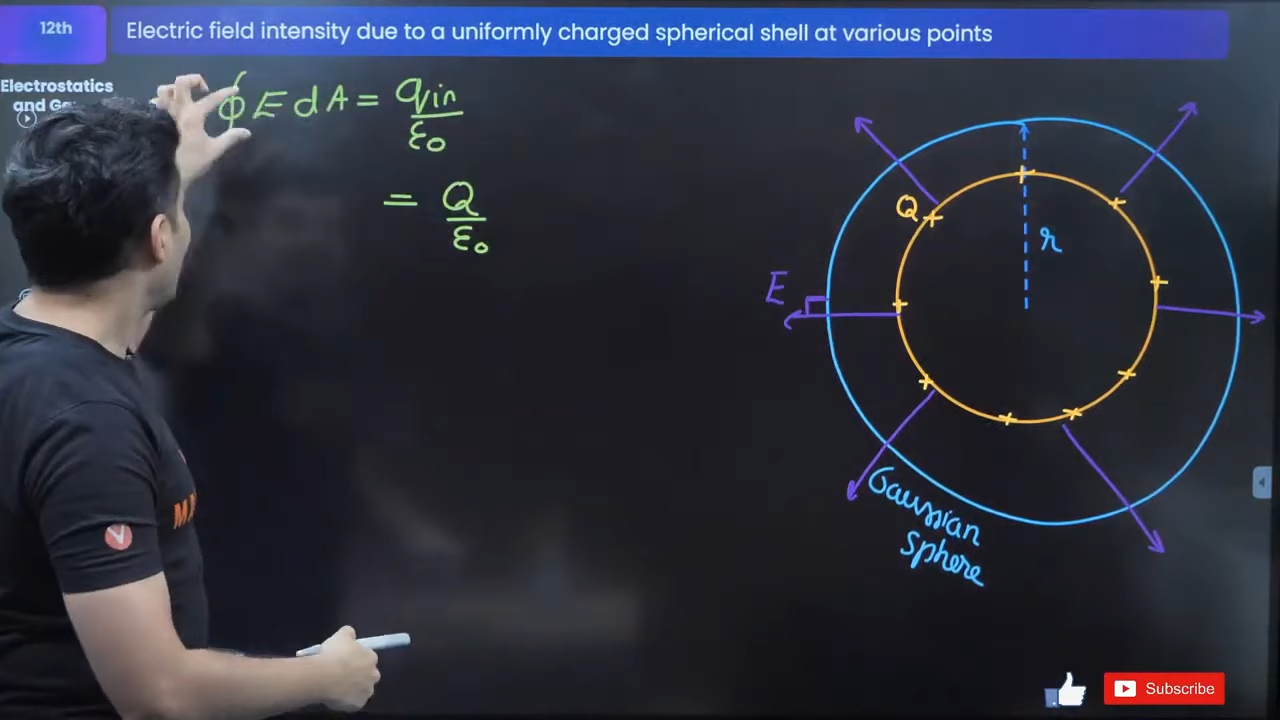 12th
Electric field intensity due to a uniformly charged spherical shell at various points
Electrostatics
and
∮ E dA = qin/ε0
= Q/ε0
Q
r
E
Gaussian
sphere
V
Subscribe